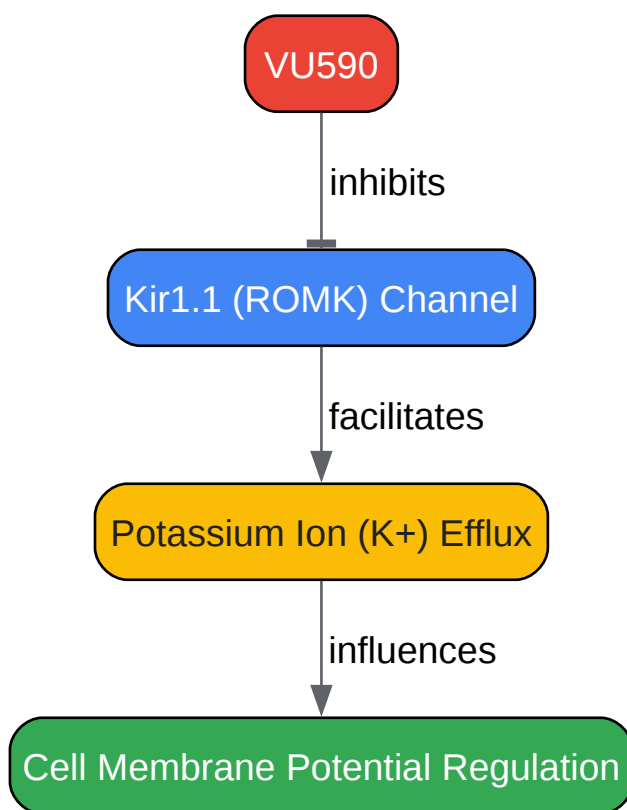 VU590
inhibits
Kir1.1 (ROMK) Channel
facilitates
Potassium Ion (K+) Efflux
influences
Cell Membrane Potential Regulation